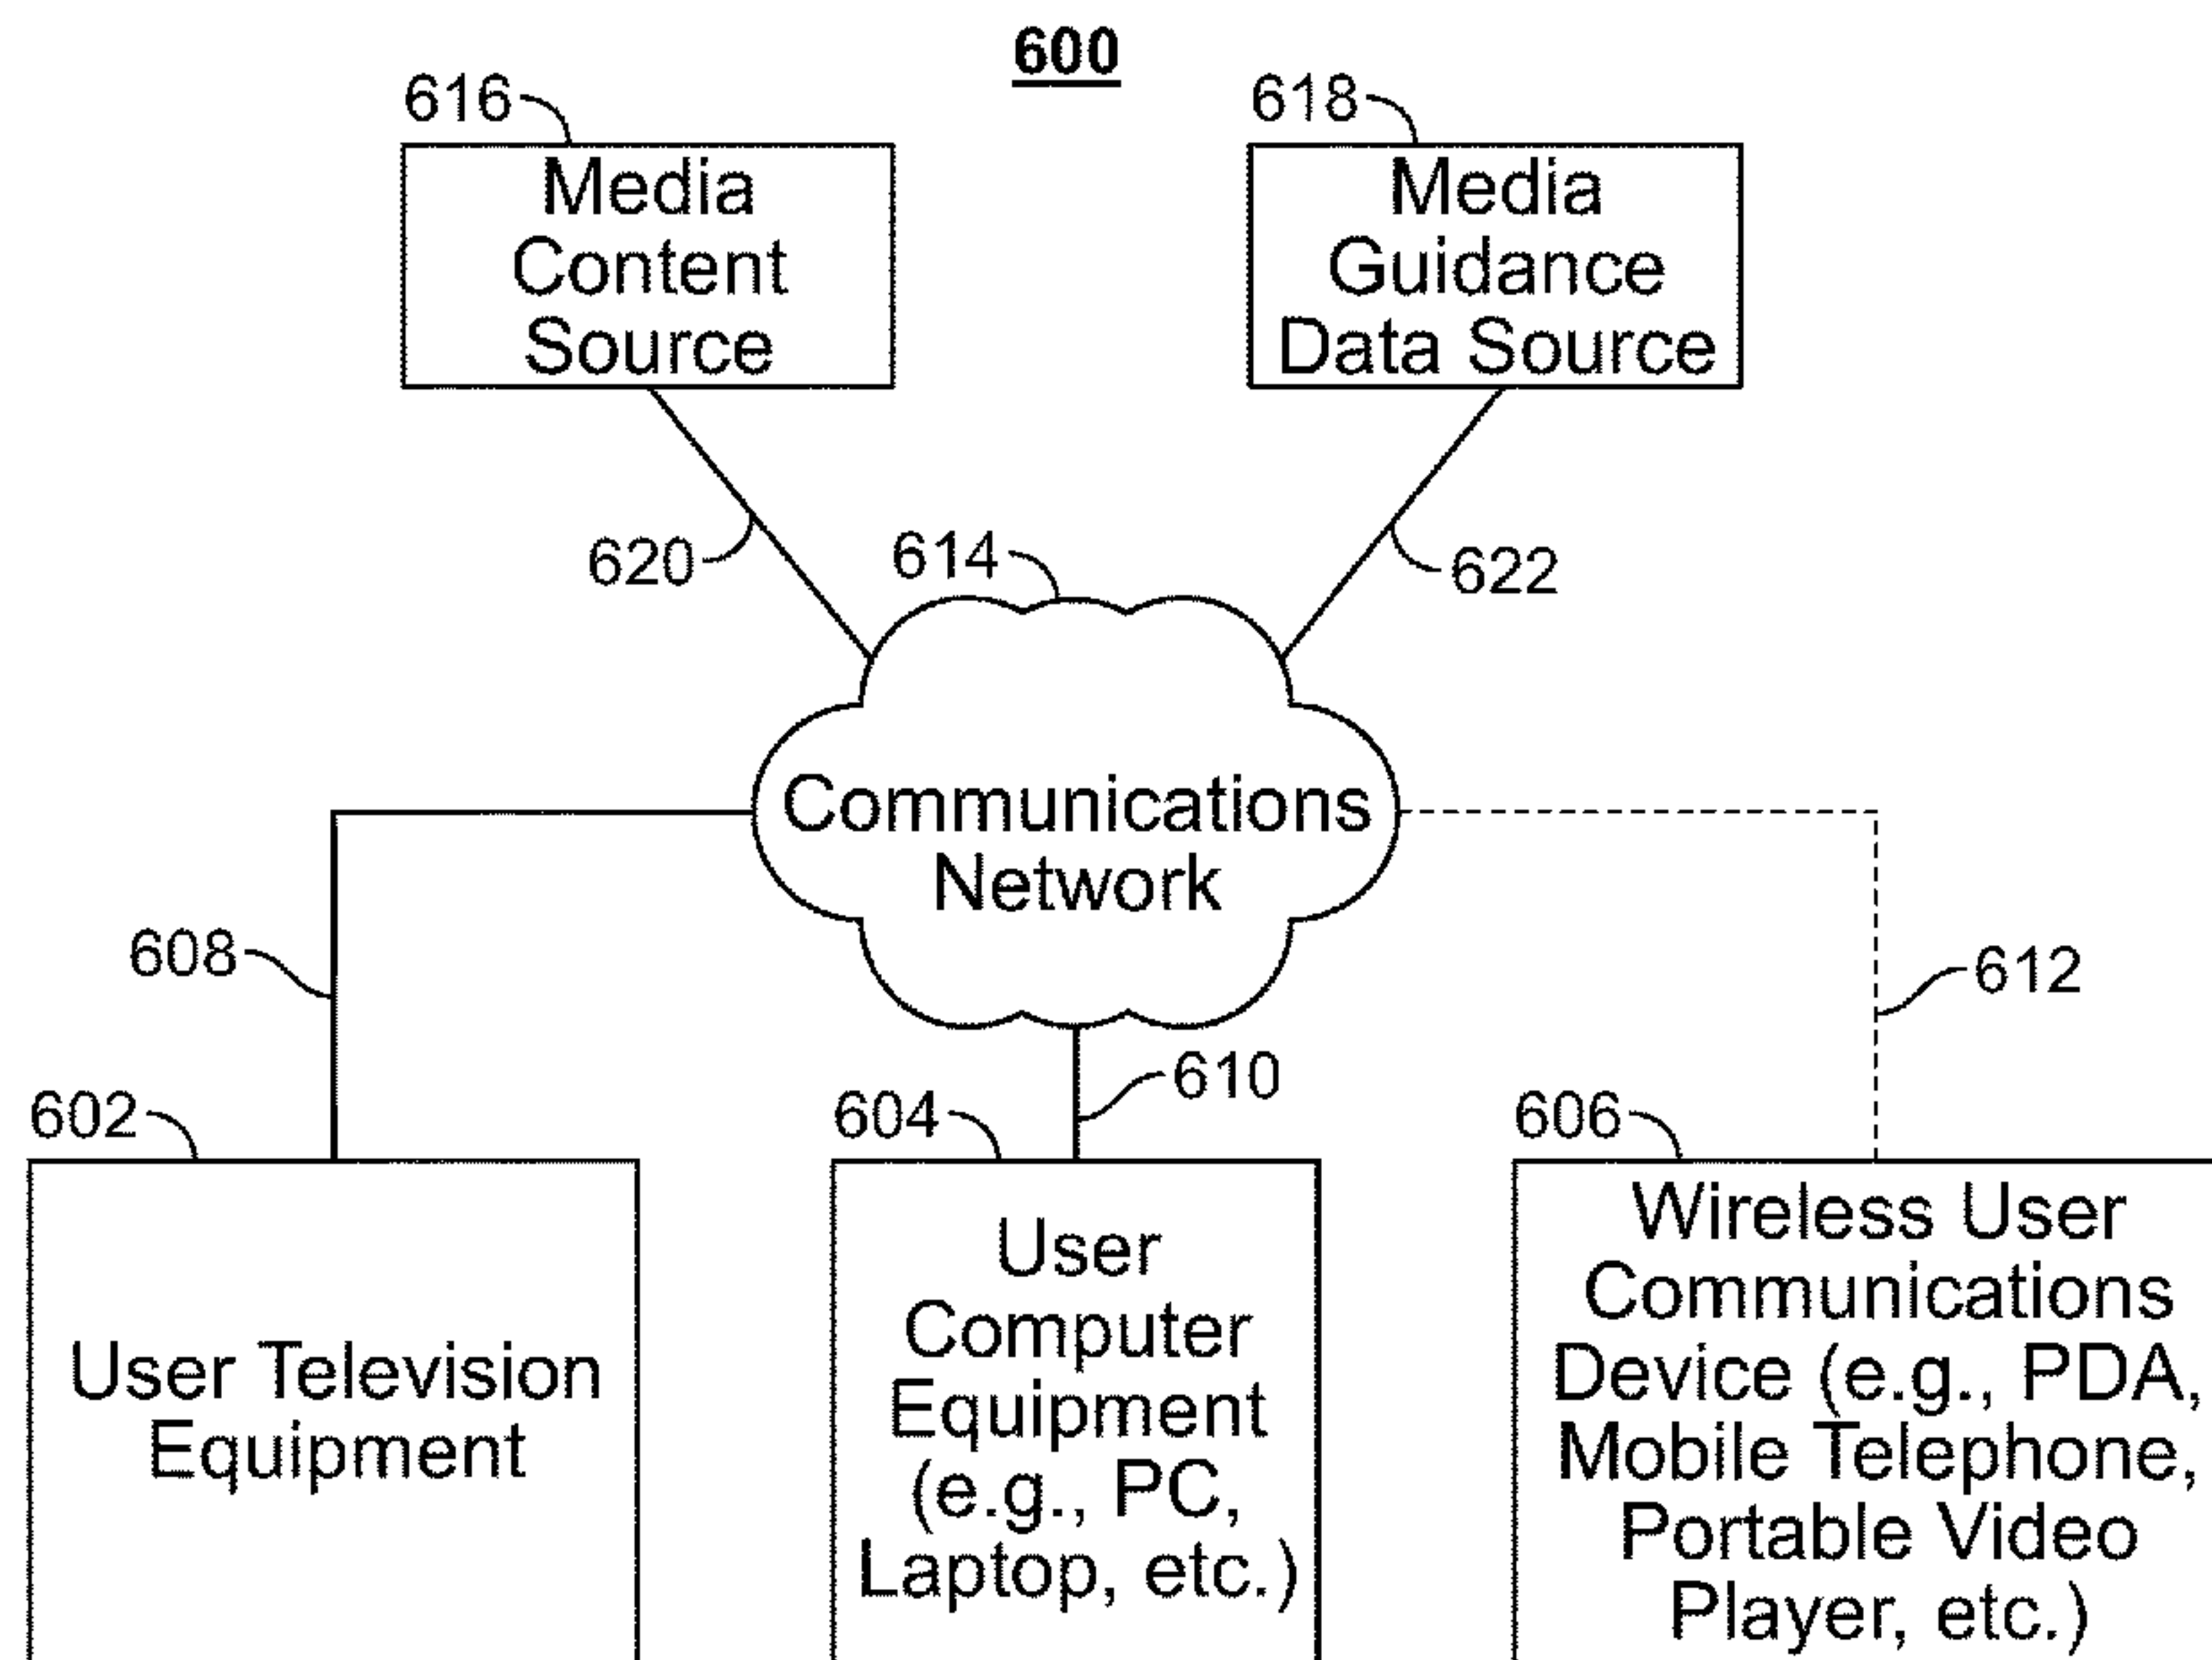 600
616
618
Media
Content
Source
Media
Guidance
Data Source
620
614
622
Communications
Network
608
612
610
602
604
606
User Television
Equipment
User
Computer
Equipment
(e.g., PC,
Laptop, etc.)
Wireless User
Communications
Device (e.g., PDA,
Mobile Telephone,
Portable Video
Player, etc.)